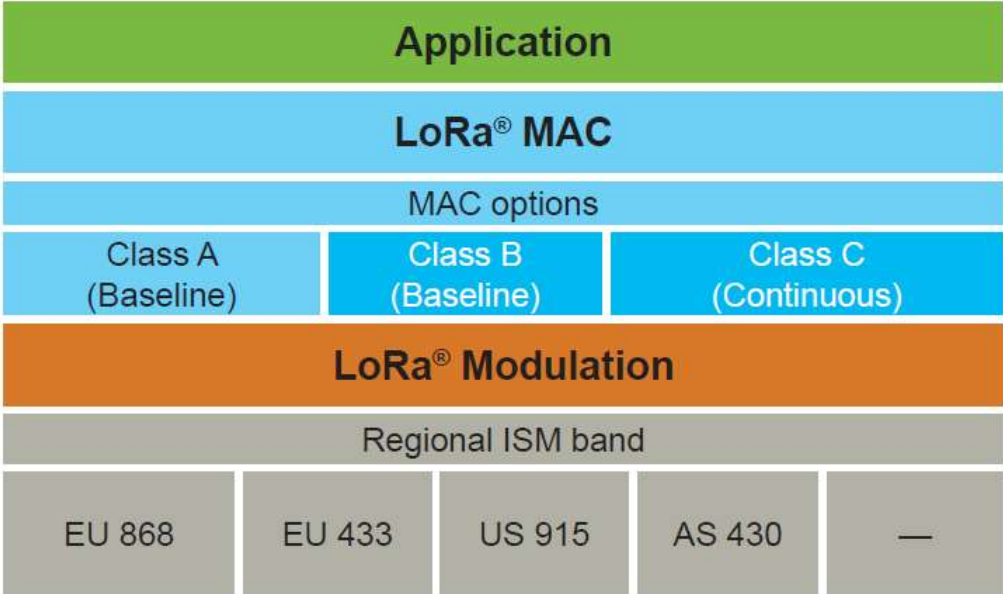 Application
LoRa® MAC
MAC options
Class A
(Baseline)
Class B
(Baseline)
Class C
(Continuous)
LoRa® Modulation
Regional ISM band
EU 868
EU 433
US 915
AS 430
—